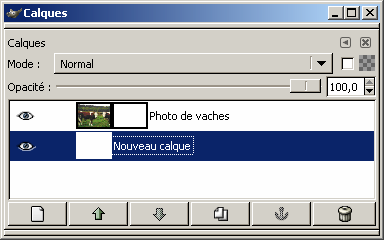 Calques
Calques
Mode : Normal
Opacité : 100,0
Photo de vaches
Nouveau calque